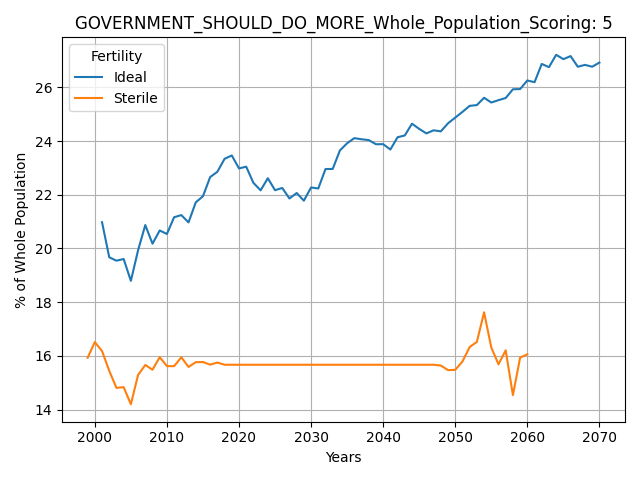 GOVERNMENT_SHOULD_DO_MORE_Whole_Population_Scoring: 5
Fertility
Ideal
Sterile
% of Whole Population
26
24
22
20
18
16
14
2000 2010 2020 2030 2040 2050 2060 2070
Years